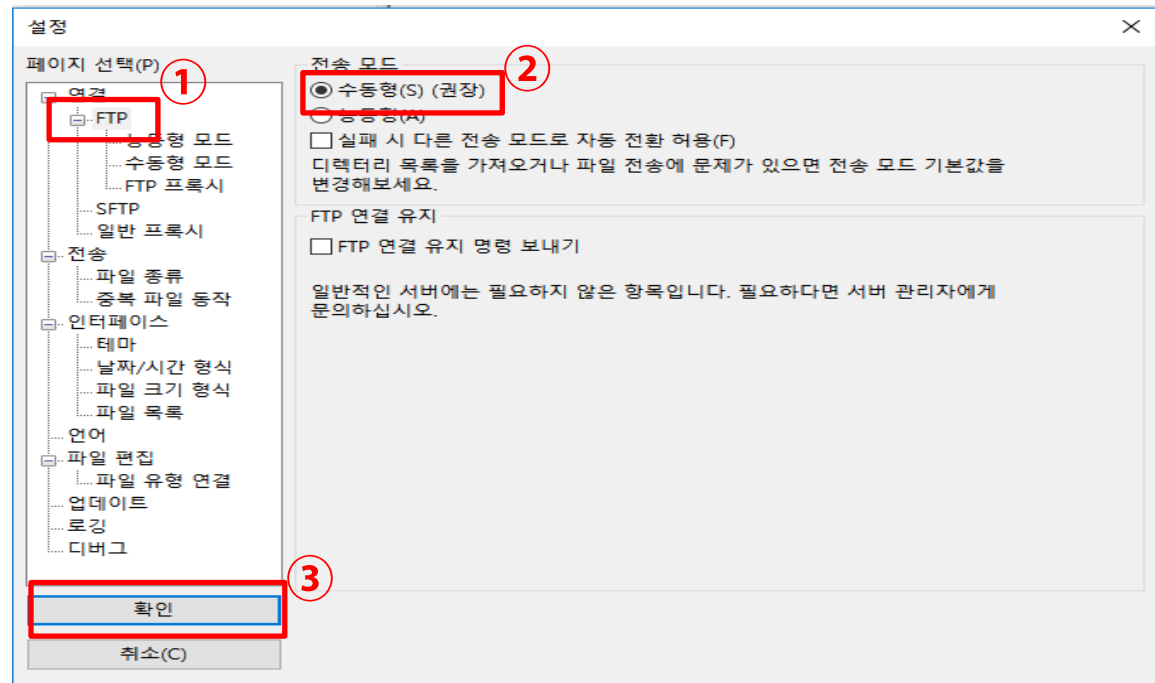 설정
페이지 선택(P)
①
연결
FTP
능동형 모드
수동형 모드
FTP 프록시
SFTP
일반 프록시
전송
파일 종류
중복 파일 동작
인터페이스
테마
날짜/시간 형식
파일 크기 형식
파일 목록
언어
파일 편집
파일 유형 연결
업데이트
로깅
디버그
전송 모드
②
수동형(S) (권장)
능동형(A)
실패 시 다른 전송 모드로 자동 전환 허용(F)
디렉터리 목록을 가져오거나 파일 전송에 문제가 있으면 전송 모드 기본값을
변경해보세요.
FTP 연결 유지
FTP 연결 유지 명령 보내기
일반적인 서버에는 필요하지 않은 항목입니다. 필요하다면 서버 관리자에게
문의하십시오.
③
확인
취소(C)